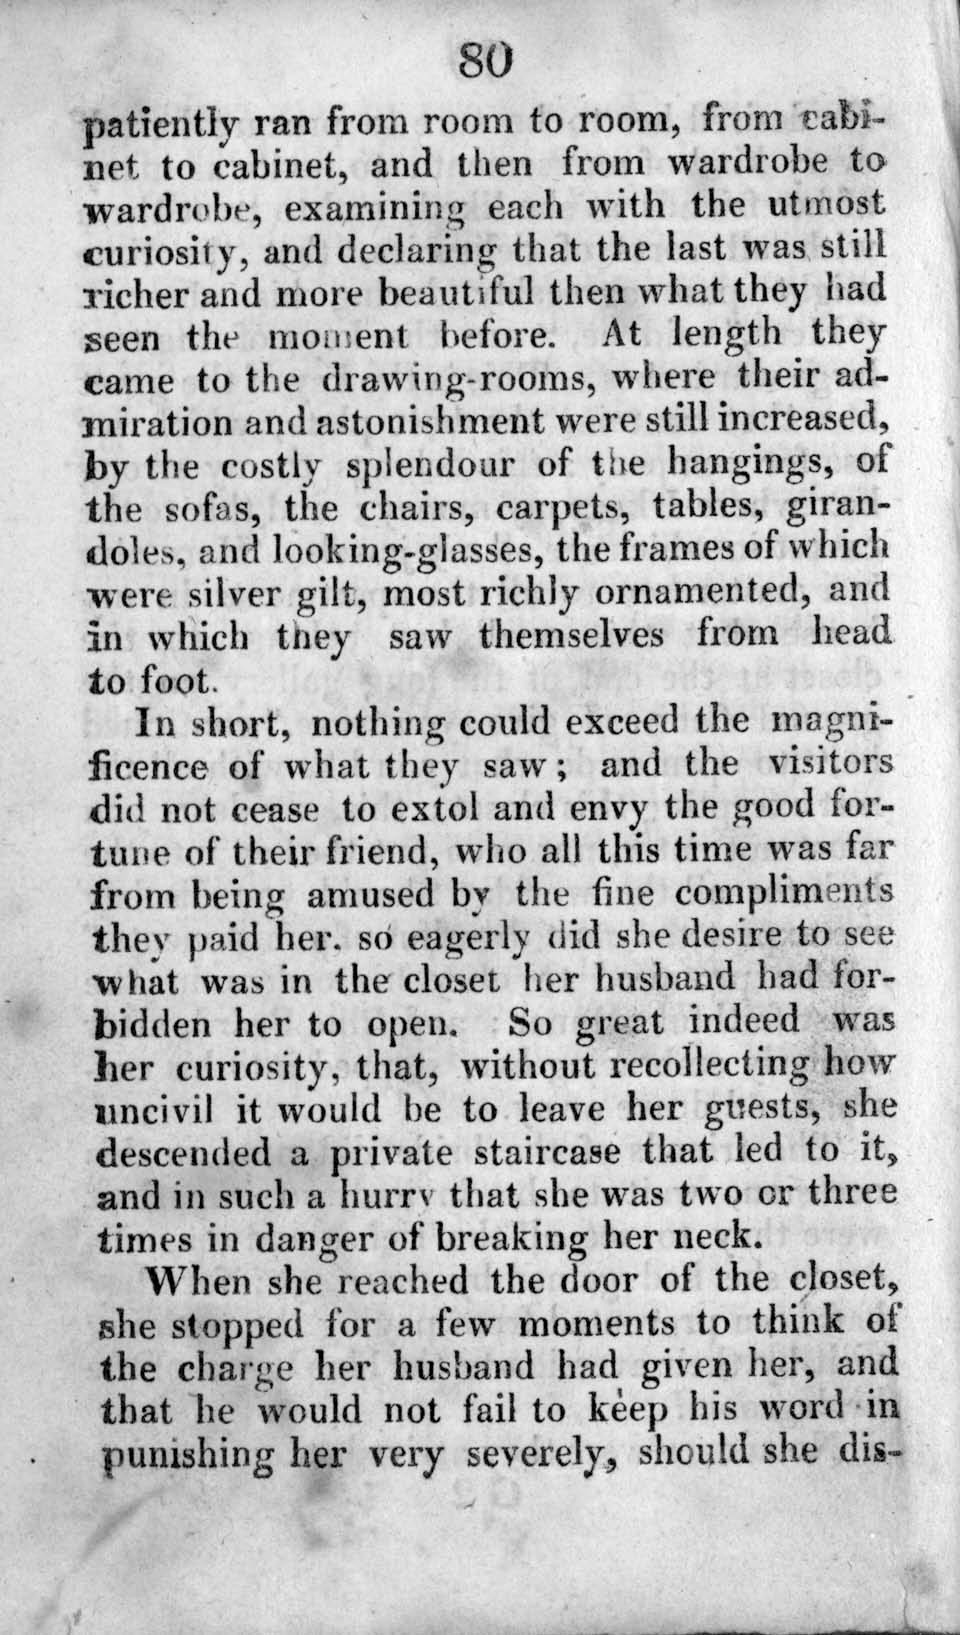 80
patiently ran from room to room, from cabi-
net to cabinet, and then from wardrobe to
wardrobe, examining each with the utmost
curiosity, and declaring that the last was still
richer and more beautiful then what they had
seen the moment before. At length they
came to the drawing-rooms, where their ad-
miration and astonishment were still increased,
by the costly splendour of the hangings, of
the sofas, the chairs, carpets, tables, giran-
doles, and looking-glasses, the frames of which
were silver gilt, most richly ornamented, and
in which they saw themselves from head
to foot.
In short, nothing could exceed the magni-
ficence of what they saw; and the visitors
did not cease to extol and envy the good for-
tune of their friend, who all this time was far
from being amused by the fine compliments
they paid her. so eagerly did she desire to see
what was in the closet her husband had for-
bidden her to open. So great indeed was
her curiosity, that, without recollecting how
uncivil it would be to leave her guests, she
descended a private staircase that led to it,
and in such a hurry that she was two or three
times in danger of breaking her neck.
When she reached the door of the closet,
she stopped for a few moments to think of
the charge her husband had given her, and
that he would not fail to keep his word in
punishing her very severely, should she dis-